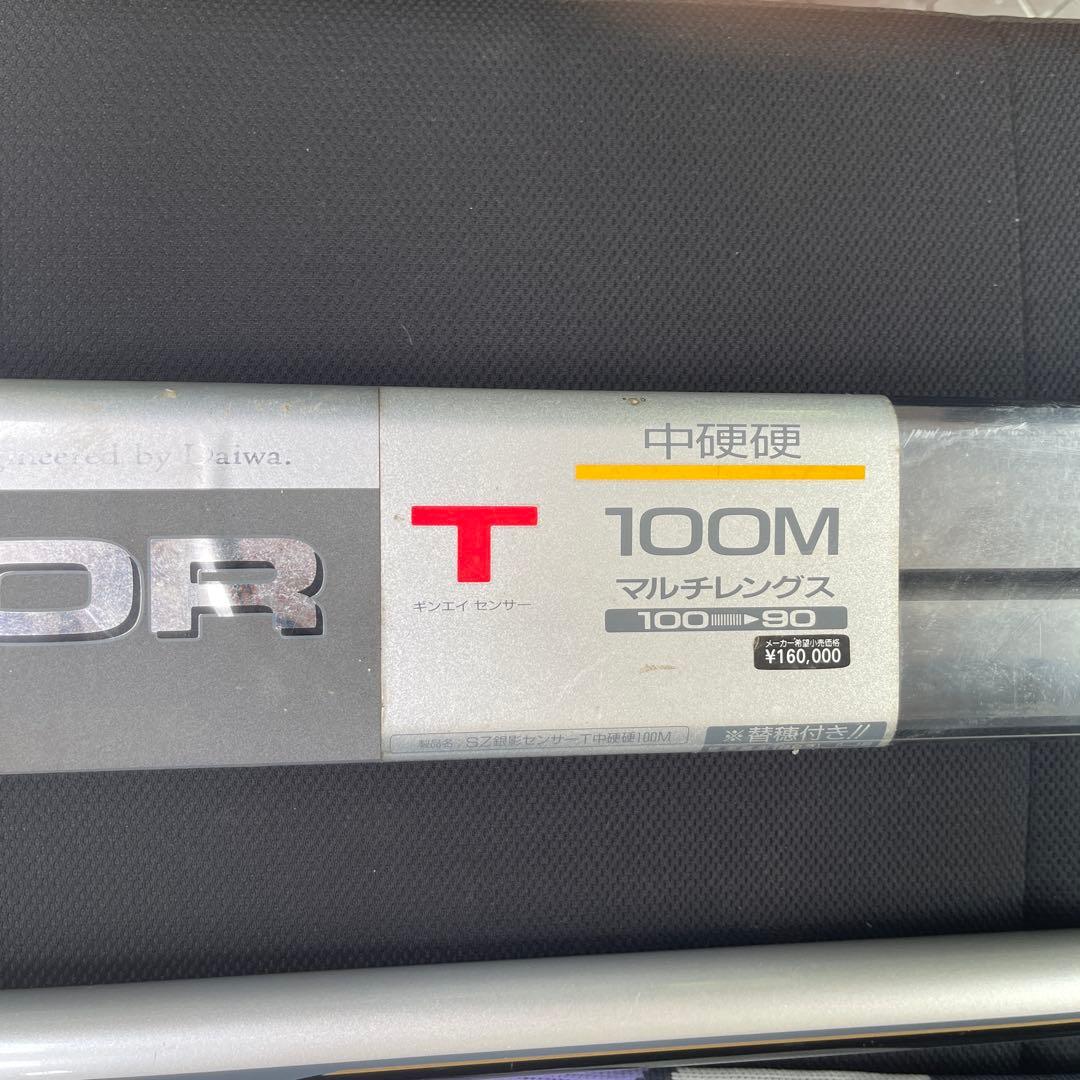 gineered by Daiwa.
OR
T
ギンエイ センサー
中硬硬
100M
マルチレングス
100 90
メーカー希望小売価格
¥160,000
製品名：SZ銀影センサーT中硬硬100M
※替穂付き!!